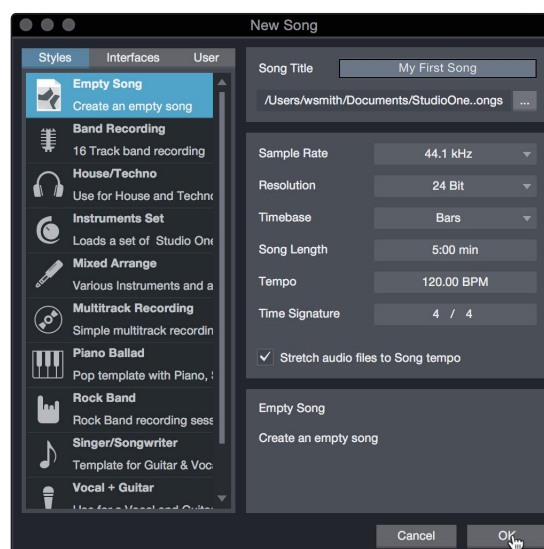 New Song
Styles Interfaces User
Empty Song
Create an empty song
Band Recording
16 Track band recording
House/Techno
Use for House and Techno
Instruments Set
Loads a set of Studio One
Mixed Arrange
Various Instruments and a
Multitrack Recording
Simple multitrack recordin
Piano Ballad
Pop template with Piano,
Rock Band
Rock Band recording sess
Singer/Songwriter
Template for Guitar & Voc
Vocal + Guitar
Song Title My First Song
/Users/wsmith/Documents/StudioOne..ongs ...
Sample Rate 44.1 kHz
Resolution 24 Bit
Timebase Bars
Song Length 5:00 min
Tempo 120.00 BPM
Time Signature 4 / 4
Stretch audio files to Song tempo
Empty Song
Create an empty song
Cancel OK